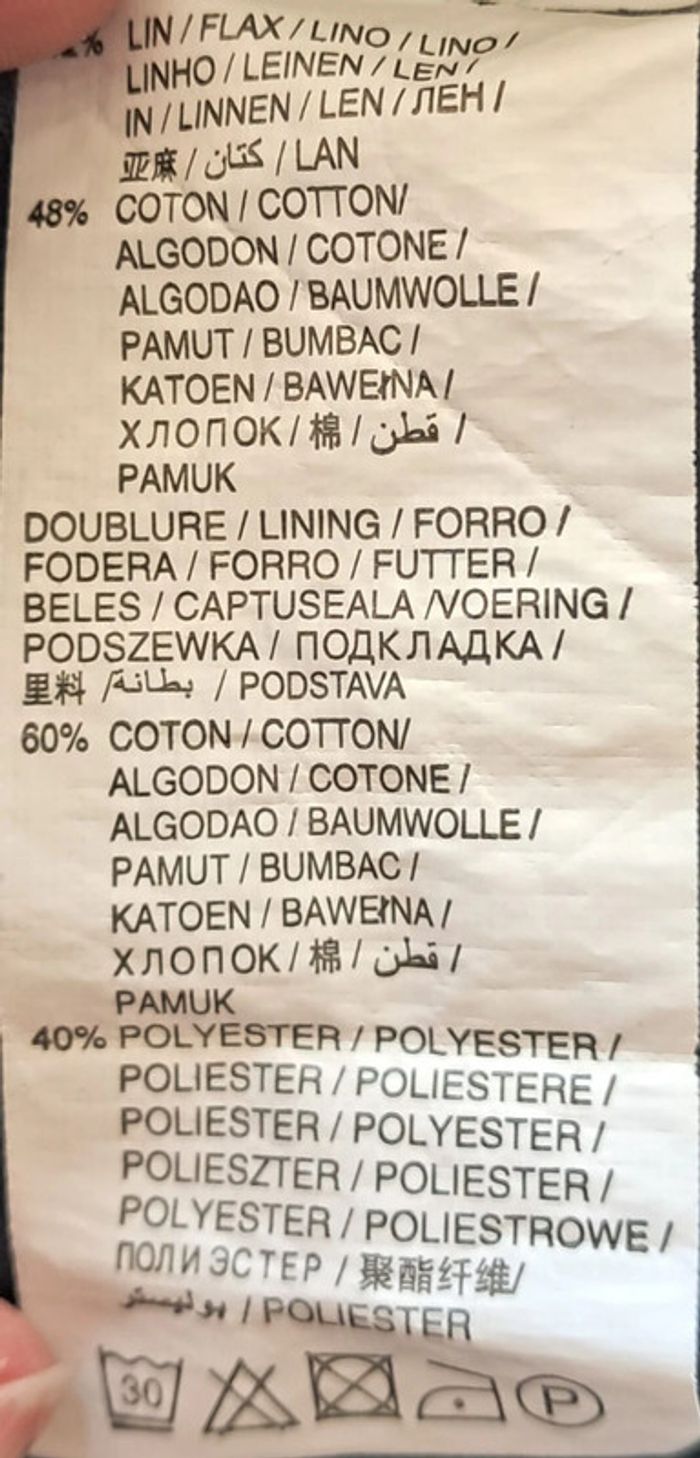 LIN / FLAX / LINO / LINO /
LINHO / LEINEN / LEN /
IN / LINNEN / LEN / ЛЕН /
亚麻 / كتان / LAN
48% COTON / COTTON/
ALGODON / COTONE /
ALGODAO / BAUMWOLLE /
PAMUT / BUMBAC /
KATOEN / BAWEłNA /
ХЛОПОК / 棉 / قطن /
PAMUK
DOUBLURE / LINING / FORRO /
FODERA / FORRO / FUTTER /
BELES / CAPTUSEALA /VOERING /
PODSZEWKA / ПОДКЛАДКА /
里料 /بطانة / PODSTAVA
60% COTON / COTTON/
ALGODON / COTONE /
ALGODAO / BAUMWOLLE /
PAMUT / BUMBAC /
KATOEN / BAWEłNA /
ХЛОПОК / 棉 / قطن /
PAMUK
40% POLYESTER / POLYESTER /
POLIESTER / POLIESTERE /
POLIESTER / POLYESTER /
POLIESZTER / POLIESTER /
POLYESTER / POLIESTROWE /
ПОЛИЭСТЕР / 聚酯纤维/
بوليستر / POLIESTER
30 P